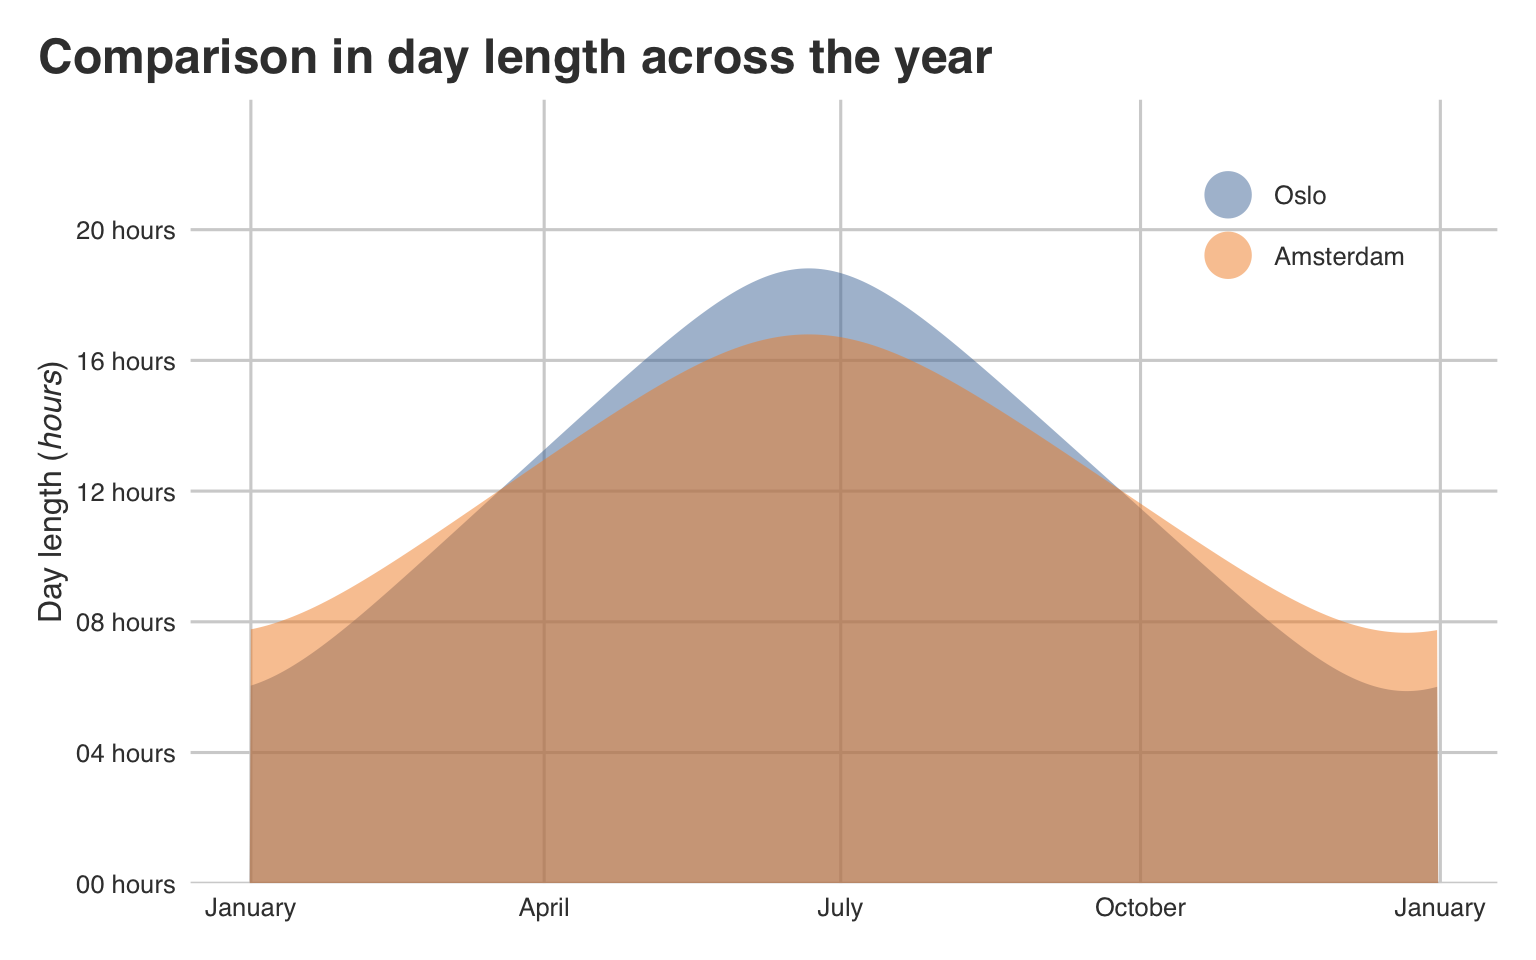 Comparison in day length across the year
Oslo
Amsterdam
Day length (hours)
20 hours
16 hours
12 hours
08 hours
04 hours
00 hours
January
April
July
October
January